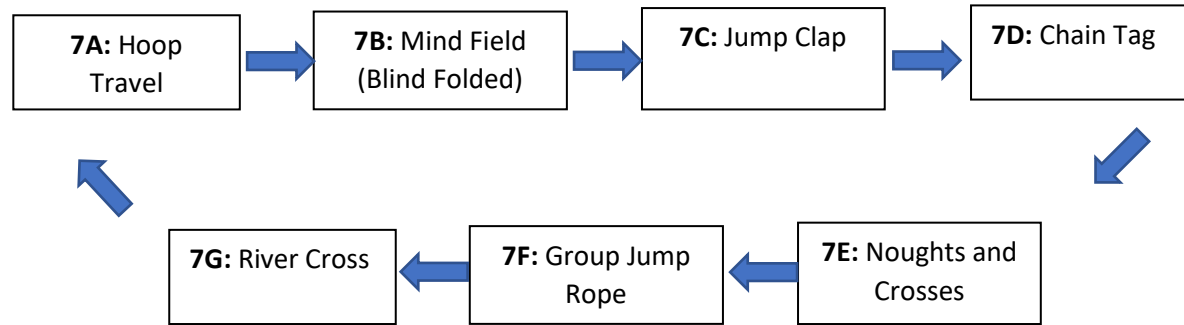 7A: Hoop
Travel
7B: Mind Field
(Blind Folded)
7C: Jump Clap
7D: Chain Tag
7G: River Cross
7F: Group Jump
Rope
7E: Noughts and
Crosses